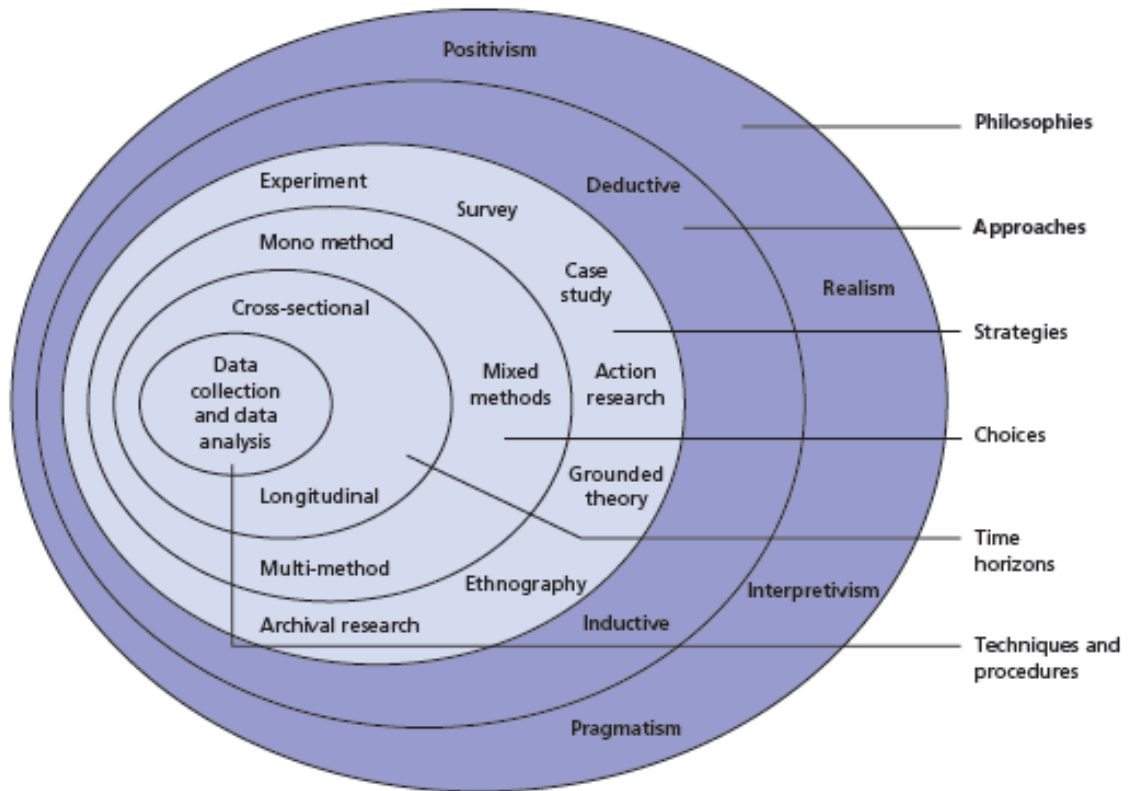 Positivism
Philosophies
Experiment
Deductive
Survey
Approaches
Mono method
Case
study
Realism
Cross-sectional
Strategies
Data
collection
and data
analysis
Mixed
methods
Action
research
Choices
Grounded
theory
Longitudinal
Time
horizons
Multi-method
Ethnography
Interpretivism
Archival research
Inductive
Techniques and
procedures
Pragmatism